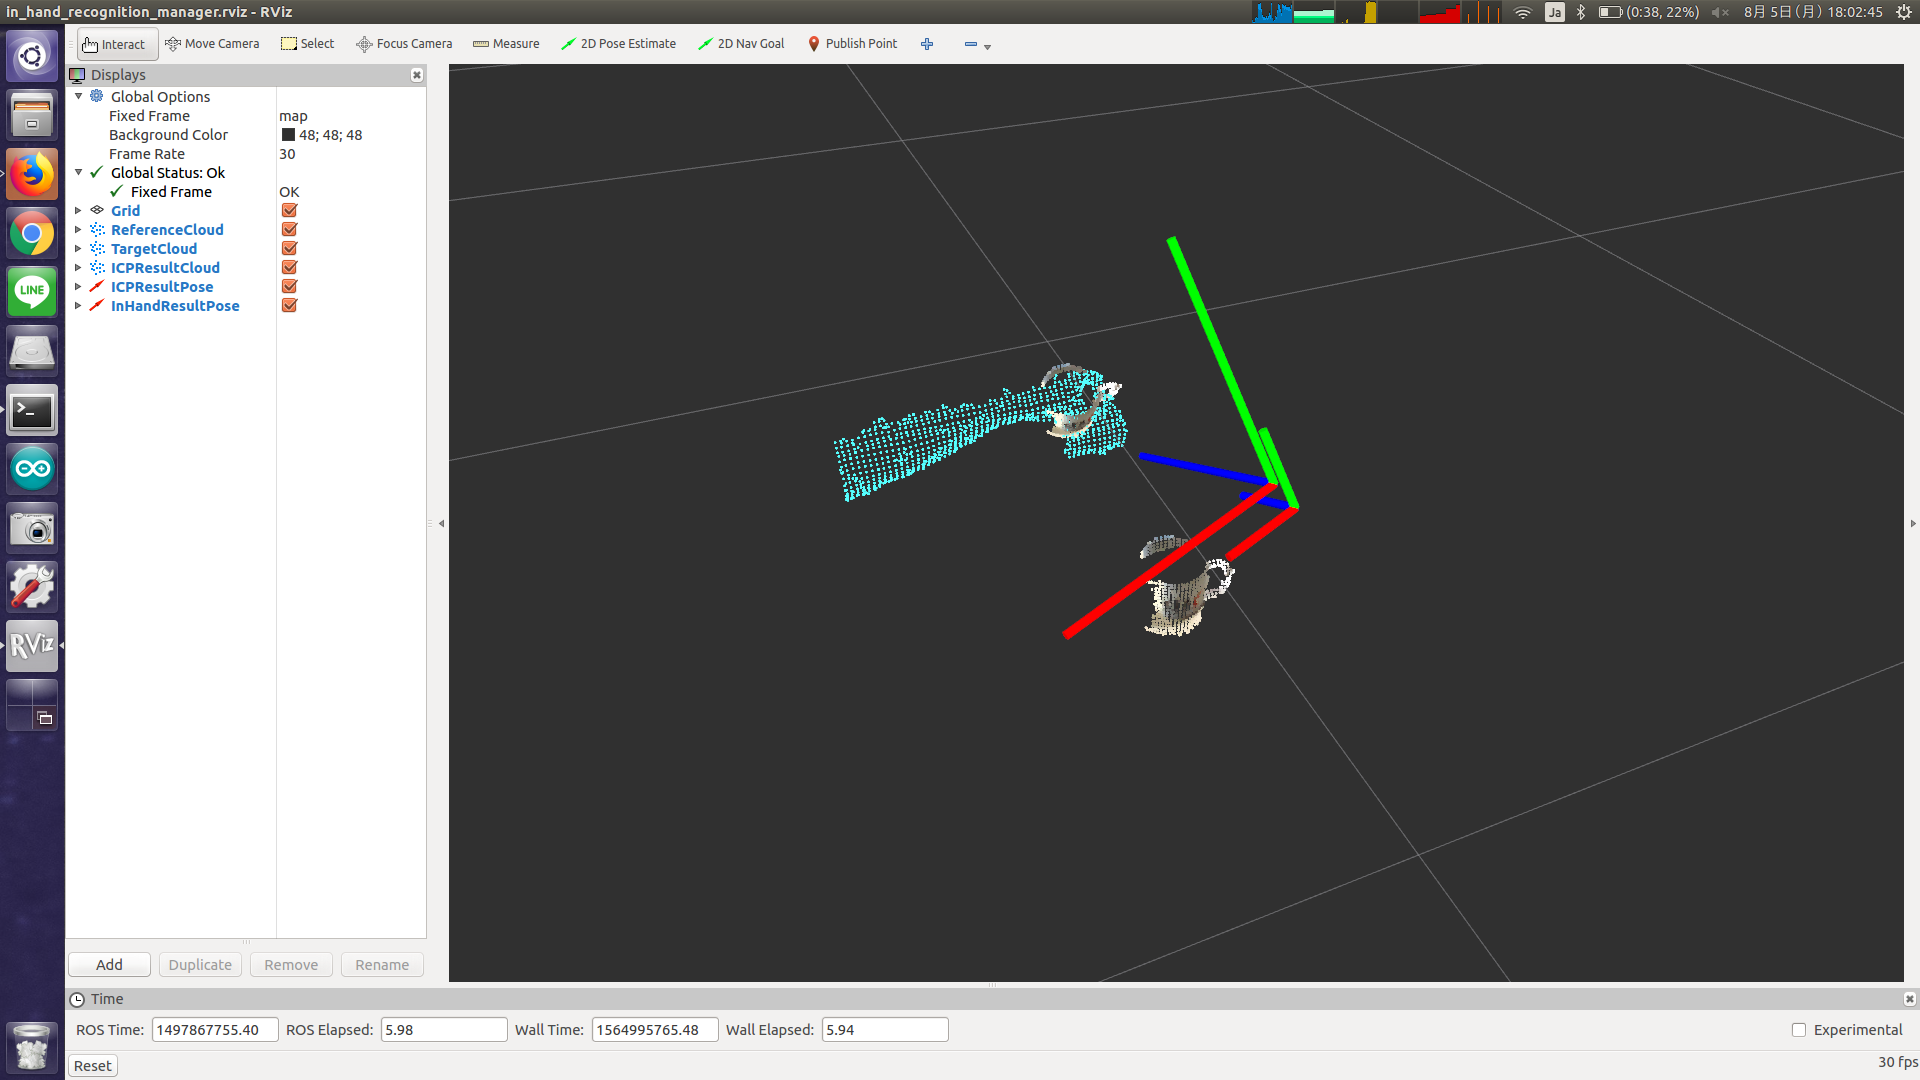 in_hand_recognition_manager.rviz - RViz
Ja
(0:38, 22%)
8月 5日(月) 18:02:45
Interact
Move Camera
Select
Focus Camera
Measure
2D Pose Estimate
2D Nav Goal
Publish Point
Displays
Global Options
Fixed Frame
map
Background Color
48; 48; 48
Frame Rate
30
Global Status: Ok
Fixed Frame
OK
Grid
ReferenceCloud
TargetCloud
ICPResultCloud
ICPResultPose
InHandResultPose
LINE
RViz
Add
Duplicate
Remove
Rename
Time
ROS Time:
1497867755.40
ROS Elapsed:
5.98
Wall Time:
1564995765.48
Wall Elapsed:
5.94
Experimental
Reset
30 fps